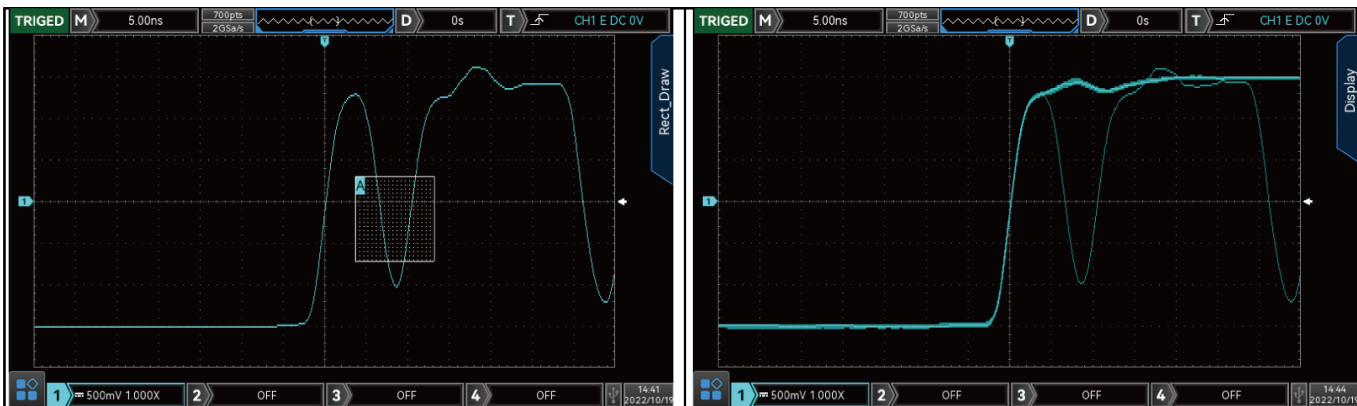 TRIGED M 5.00ns 700pts 2GSa/s D 0s T CH1 E DC 0V
T
Rect_Draw
A
1
1 500mV 1.000X 2 OFF 3 OFF 4 OFF 14:41 2022/10/19
TRIGED M 5.00ns 700pts 2GSa/s D 0s T CH1 E DC 0V
T
Display
1
1 500mV 1.000X 2 OFF 3 OFF 4 OFF 14:44 2022/10/19